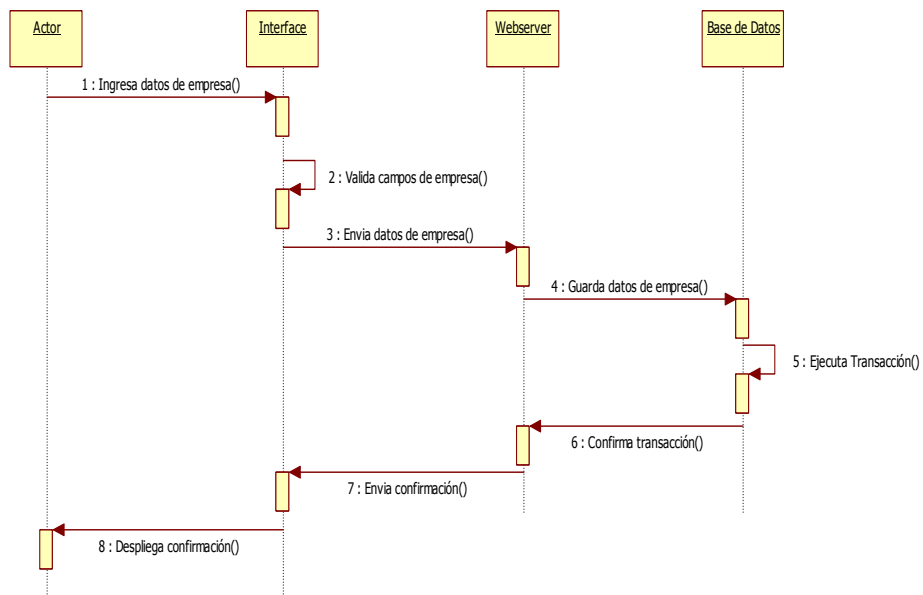 Actor
Interface
Webserver
Base de Datos
1 : Ingresa datos de empresa()
2 : Valida campos de empresa()
3 : Envia datos de empresa()
4 : Guarda datos de empresa()
5 : Ejecuta Transacción()
6 : Confirma transacción()
7 : Envia confirmación()
8 : Despliega confirmación()